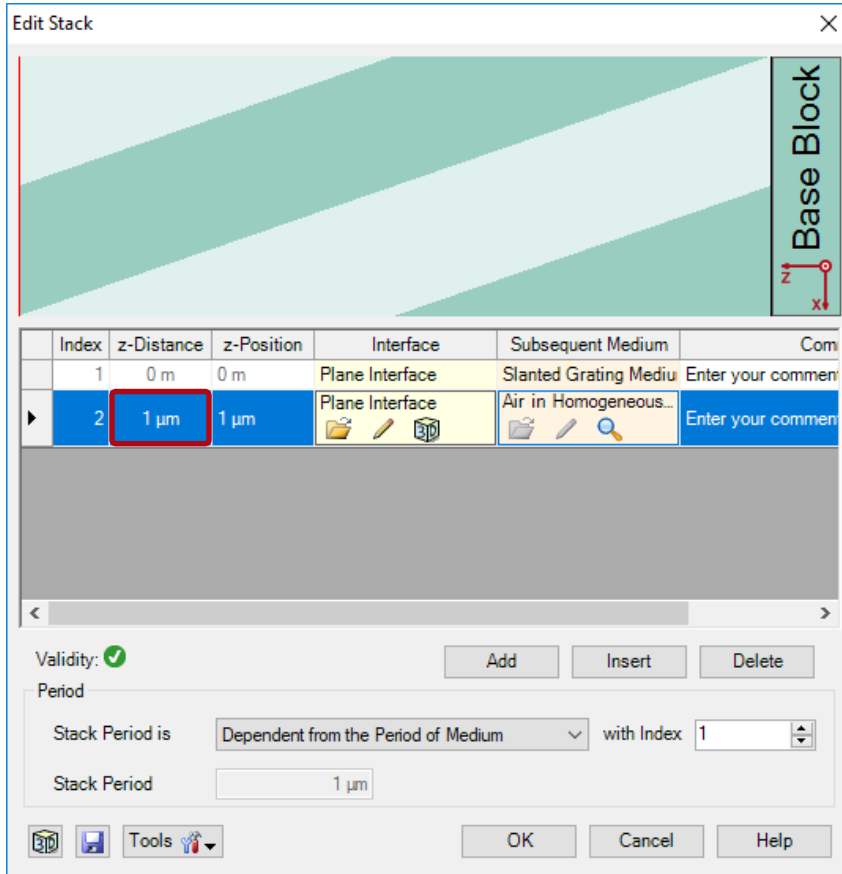 Edit Stack
Base Block
z
x
Index z-Distance z-Position Interface Subsequent Medium Com
1 0 m 0 m Plane Interface Slanted Grating Mediu Enter your comment
2 1 µm 1 µm Plane Interface Air in Homogeneous... Enter your commen
3D
Validity:
Add Insert Delete
Period
Stack Period is Dependent from the Period of Medium with Index 1
Stack Period 1 µm
3D Tools OK Cancel Help